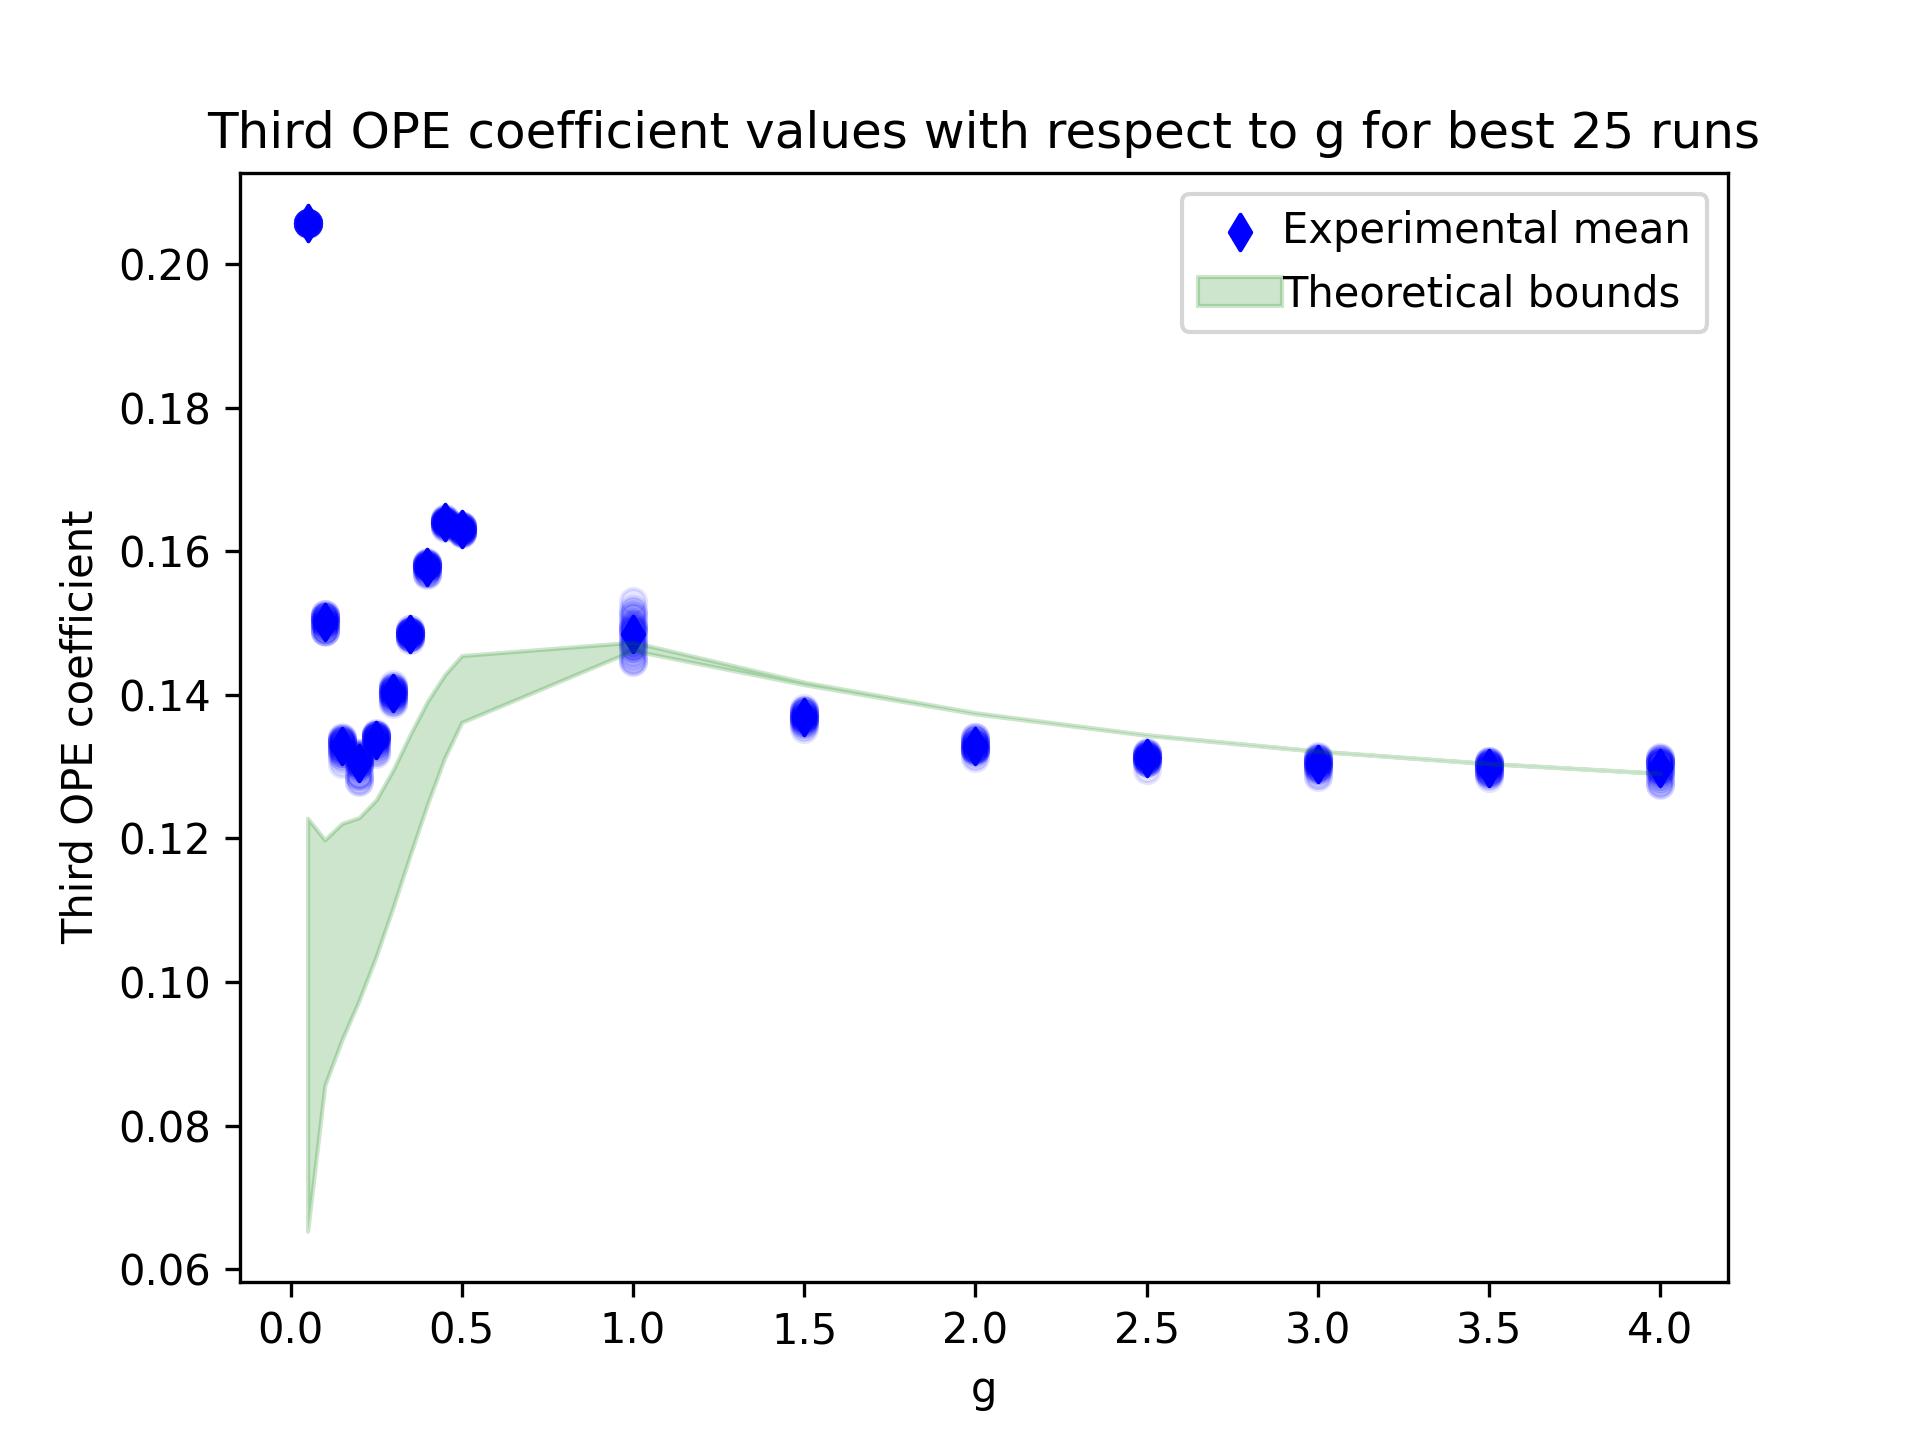 Third OPE coefficient values with respect to g for best 25 runs
Experimental mean
Theoretical bounds
Third OPE coefficient
0.20
0.18
0.16
0.14
0.12
0.10
0.08
0.06
0.0 0.5 1.0 1.5 2.0 2.5 3.0 3.5 4.0
g